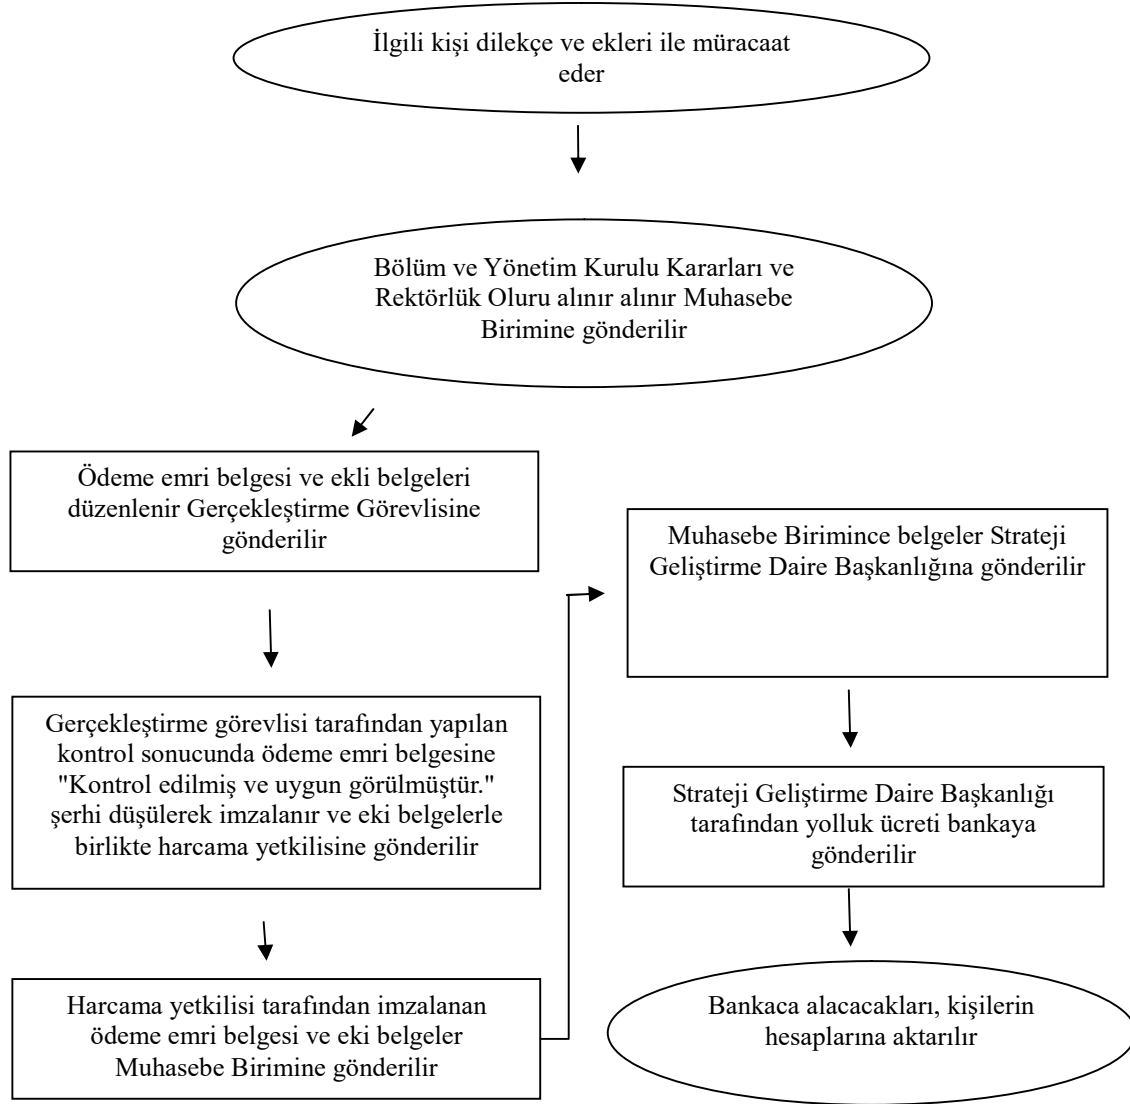 İlgili kişi dilekçe ve ekleri ile müracaat
eder
Bölüm ve Yönetim Kurulu Kararları ve
Rektörlük Oluru alınır alınır Muhasebe
Birimine gönderilir
Ödeme emri belgesi ve ekli belgeleri
düzenlenir Gerçekleştirme Görevlisine
gönderilir
Gerçekleştirme görevlisi tarafından yapılan
kontrol sonucunda ödeme emri belgesine
"Kontrol edilmiş ve uygun görülmüştür."
şerhi düşülerek imzalanır ve eki belgelerle
birlikte harcama yetkilisine gönderilir
Harcama yetkilisi tarafından imzalanan
ödeme emri belgesi ve eki belgeler
Muhasebe Birimine gönderilir
Muhasebe Birimince belgeler Strateji
Geliştirme Daire Başkanlığına gönderilir
Strateji Geliştirme Daire Başkanlığı
tarafından yolluk ücreti bankaya
gönderilir
Bankaca alacacakları, kişilerin
hesaplarına aktarılır